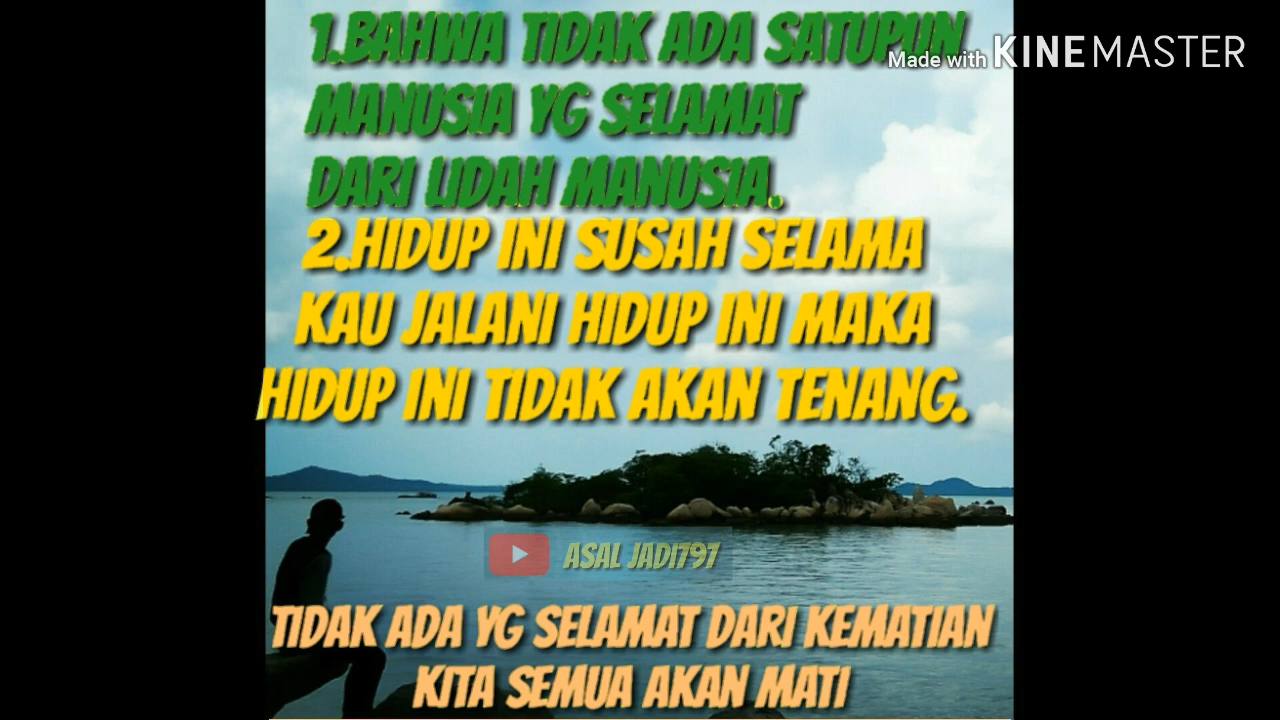 1.BAHWA TIDAK ADA SATUPUN
Made with KINEMASTER
MANUSIA YG SELAMAT
DARI LIDAH MANUSIA.
2.HIDUP INI SUSAH SELAMA
KAU JALANI HIDUP INI MAKA
HIDUP INI TIDAK AKAN TENANG.
ASAL JADI797
TIDAK ADA YG SELAMAT DARI KEMATIAN
KITA SEMUA AKAN MATI